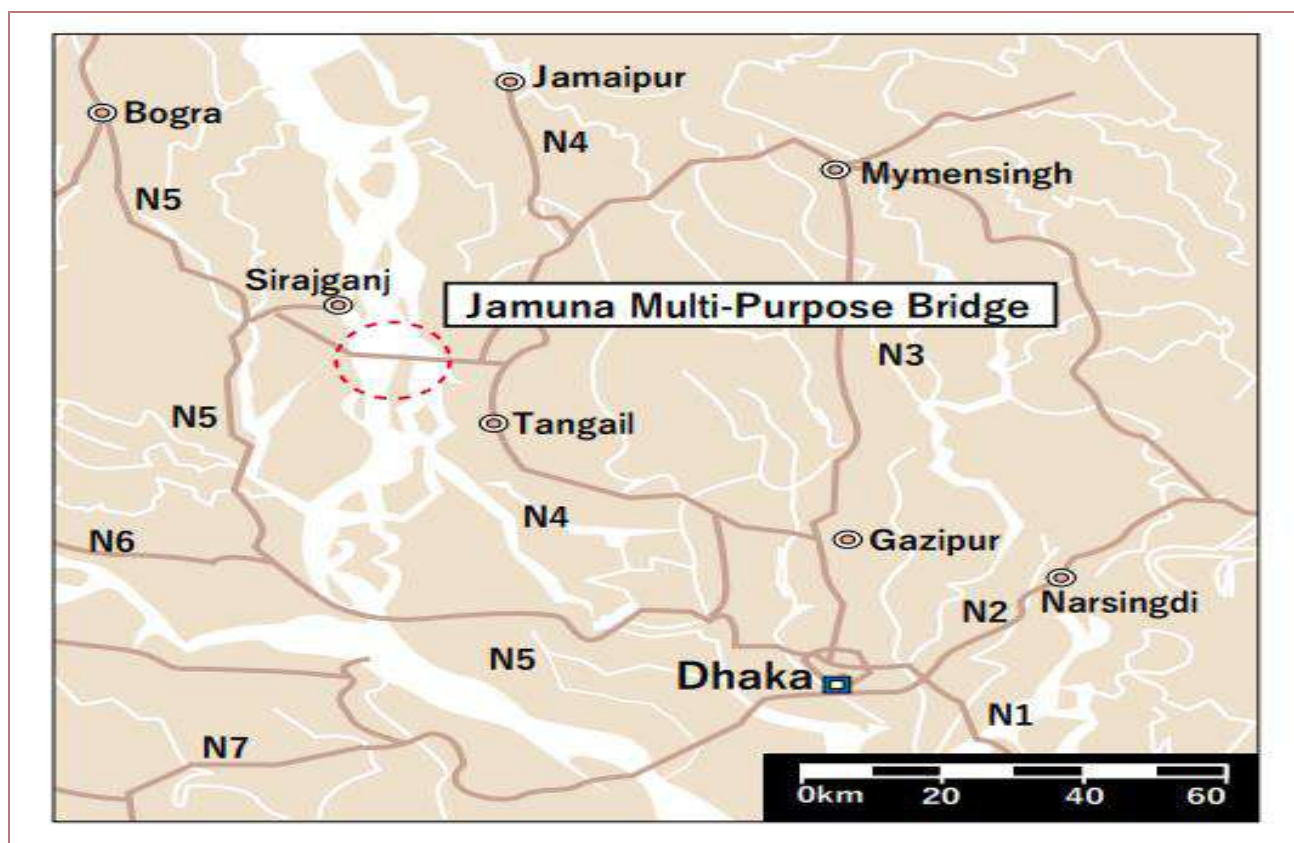 Jamaipur
Bogra
N4
Mymensingh
N5
Sirajganj
Jamuna Multi-Purpose Bridge
N3
N5
Tangail
N4
N6
Gazipur
N2
Narsingdi
N5
Dhaka
N1
N7
0km 20 40 60